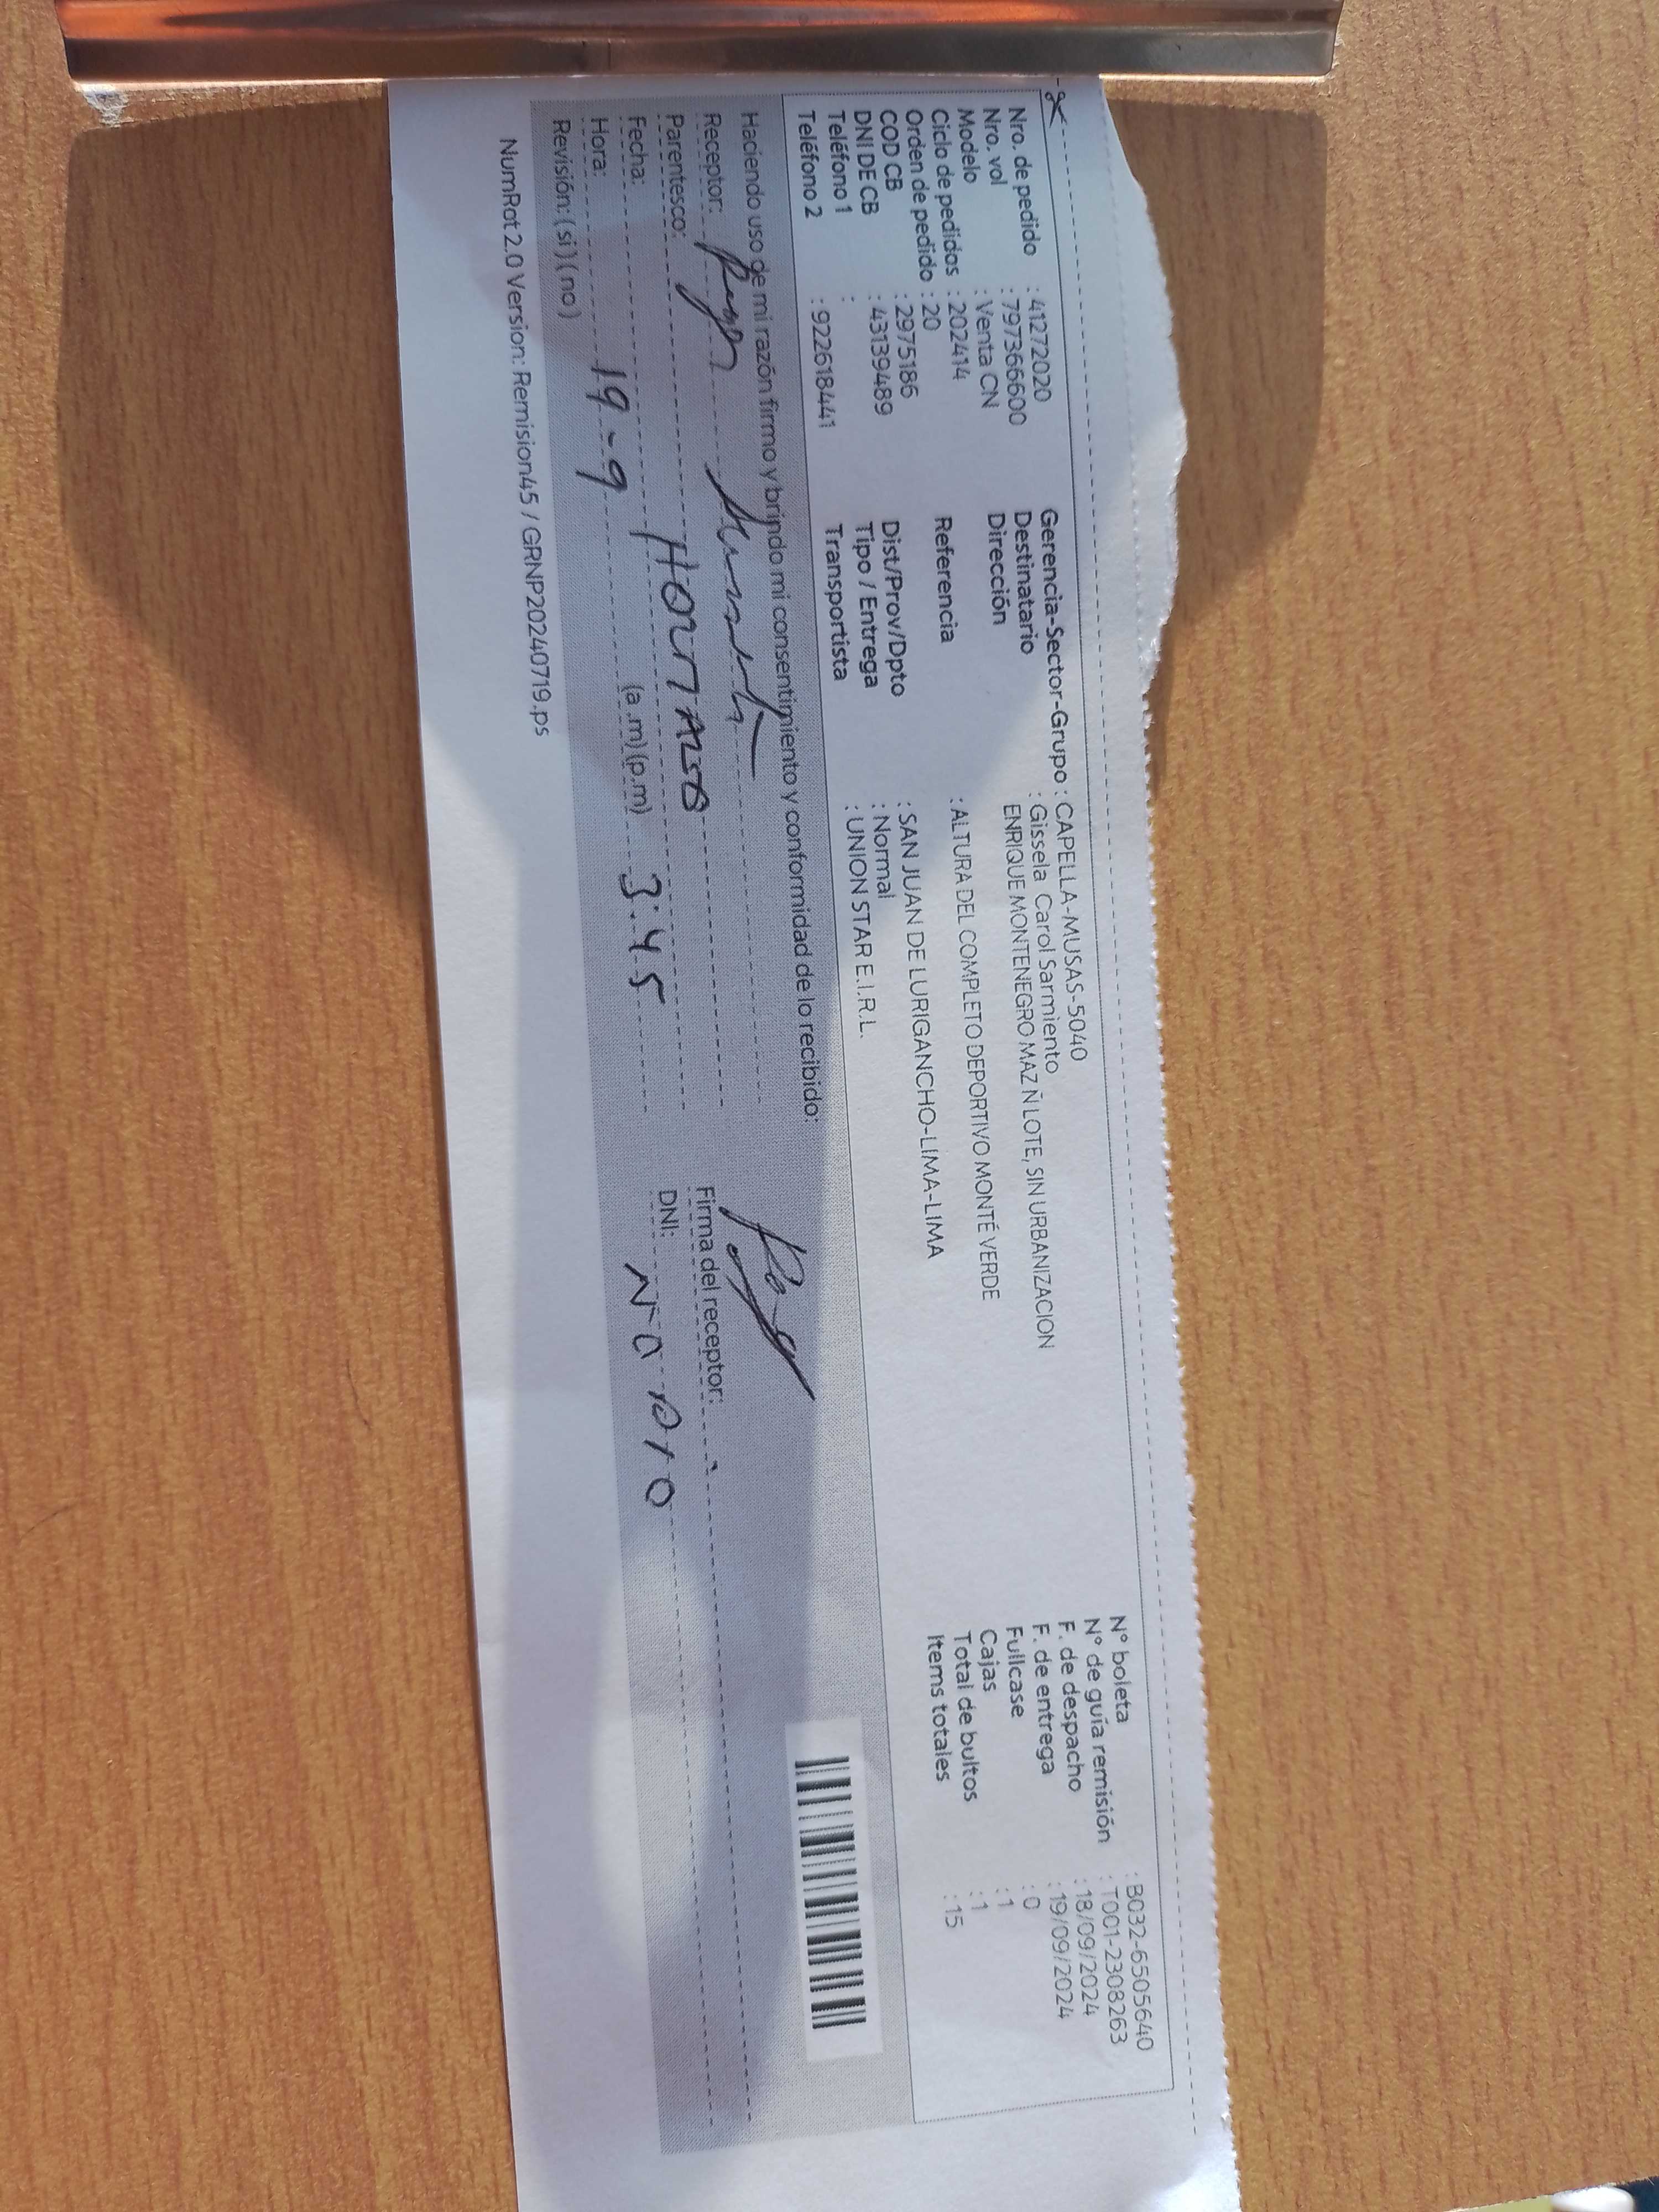 Nro. de pedido : 41272020
Nro. vol : 797366600
Modelo : Venta CN
Ciclo de pedidos : 202414
Orden de pedido : 20
COD CB : 2975186
DNI DE CB : 43139489
Teléfono 1 :
Teléfono 2 : 922618441
Gerencia-Sector-Grupo : CAPELLA-MUSAS-5040
Destinatario : Gissela Carol Sarmiento
Dirección ENRIQUE MONTENEGRO MAZ Ñ LOTE, SIN URBANIZACION
Referencia : ALTURA DEL COMPLETO DEPORTIVO MONTE VERDE
Dist/Prov/Dpto : SAN JUAN DE LURIGANCHO-LIMA-LIMA
Tipo / Entrega : Normal
Transportista : UNION STAR E.I.R.L.
N° boleta : B032-6505640
N° de guía remisión : T001-2308263
F. de despacho : 18/09/2024
F. de entrega : 19/09/2024
Fullcase : 0
Cajas : 1
Total de bultos : 1
Items totales : 15
Haciendo uso de mi razón firmo y brindo mi consentimiento y conformidad de lo recibido:
Receptor:
Parentesco:
Fecha: 19-9
Hora: (a.m)(p.m) 3:45
Revisión: (si) (no)
Firma del receptor:
DNI:
NumRot 2.0 Version: Remision45 / GRNP20240719.ps